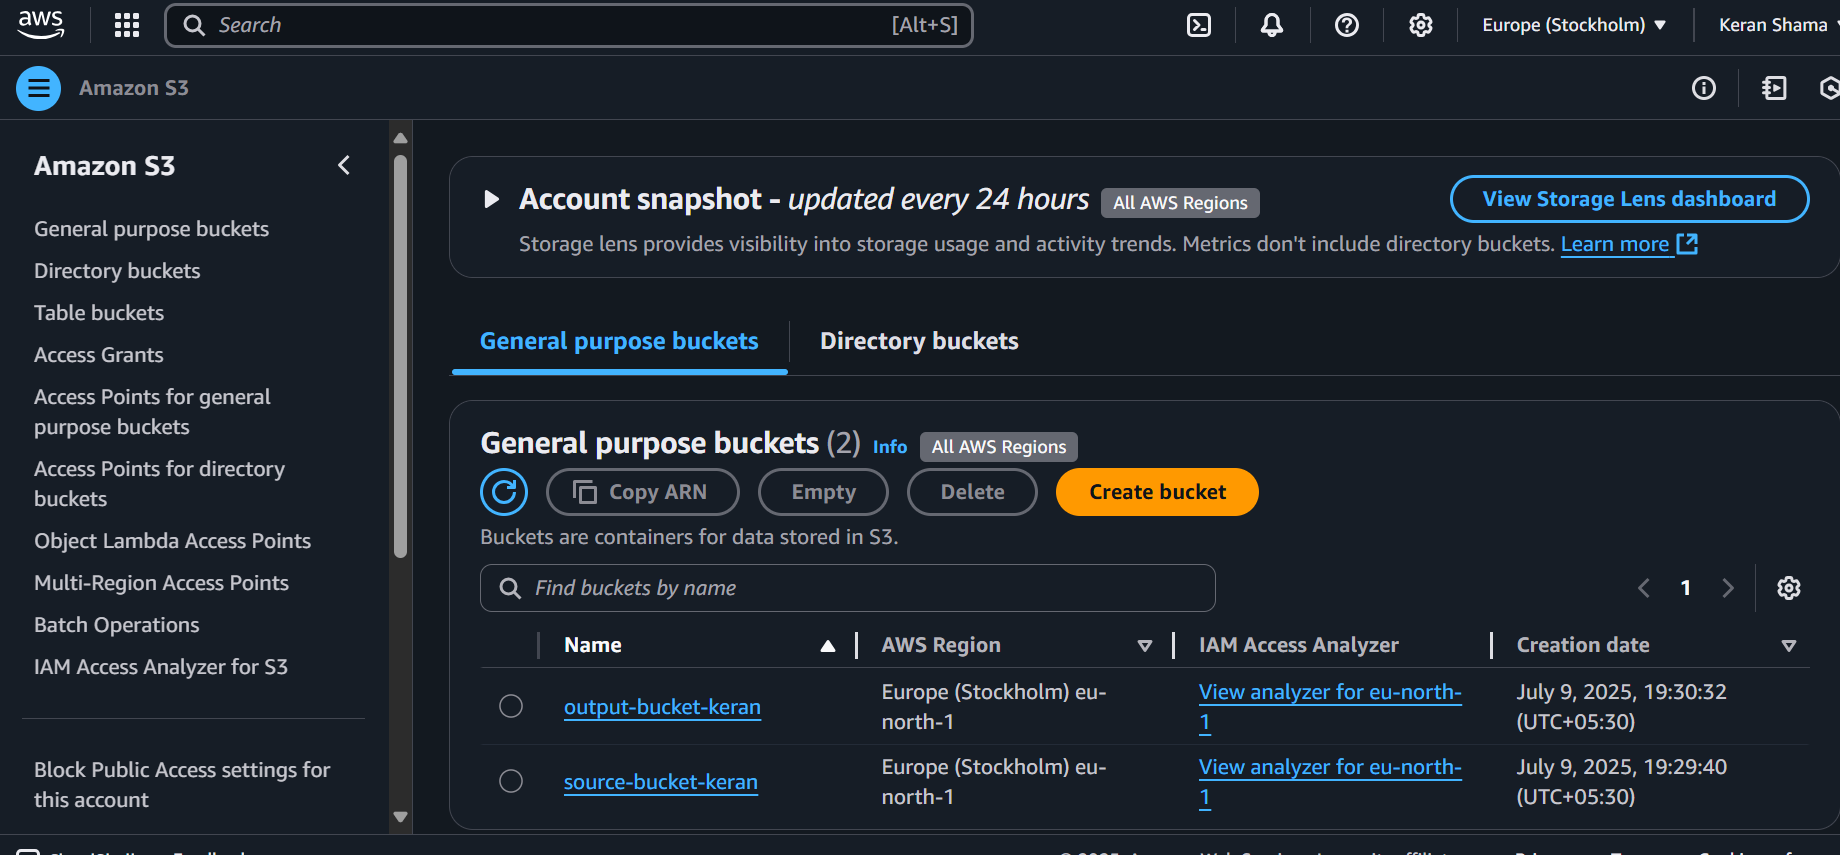 aws
Search [Alt+S]
Europe (Stockholm)
Keran Shama
Amazon S3
Amazon S3
General purpose buckets
Directory buckets
Table buckets
Access Grants
Access Points for general
purpose buckets
Access Points for directory
buckets
Object Lambda Access Points
Multi-Region Access Points
Batch Operations
IAM Access Analyzer for S3
Block Public Access settings for
this account
Account snapshot - updated every 24 hours All AWS Regions
View Storage Lens dashboard
Storage lens provides visibility into storage usage and activity trends. Metrics don't include directory buckets. Learn more
General purpose buckets
Directory buckets
General purpose buckets (2) Info All AWS Regions
Copy ARN
Empty
Delete
Create bucket
Buckets are containers for data stored in S3.
Find buckets by name
1
Name
AWS Region
IAM Access Analyzer
Creation date
output-bucket-keran
Europe (Stockholm) eu-
north-1
View analyzer for eu-north-
1
July 9, 2025, 19:30:32
(UTC+05:30)
source-bucket-keran
Europe (Stockholm) eu-
north-1
View analyzer for eu-north-
1
July 9, 2025, 19:29:40
(UTC+05:30)